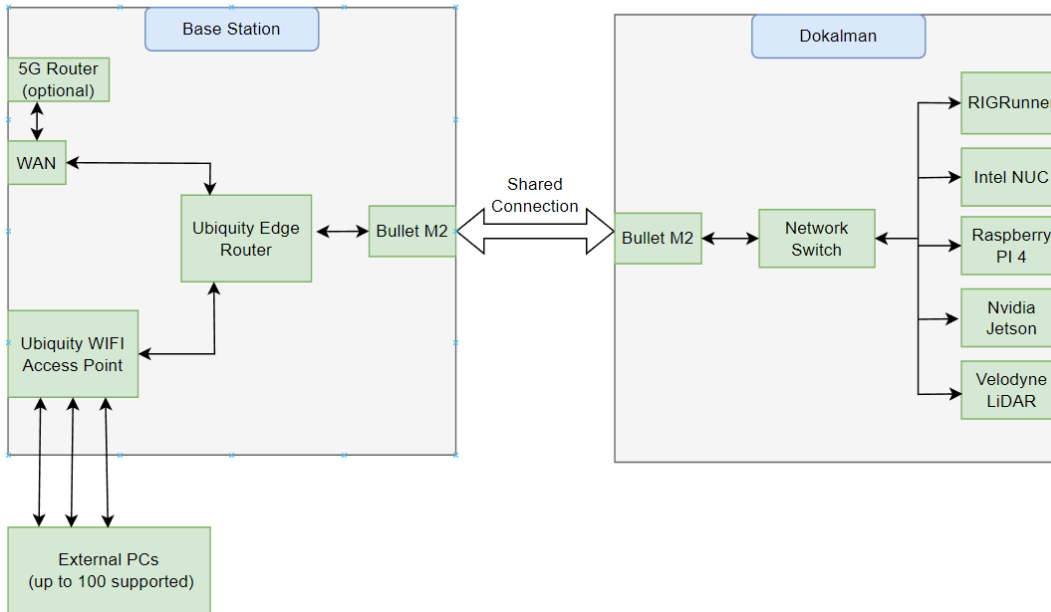 Base Station
5G Router
(optional)
WAN
Ubiquity Edge
Router
Bullet M2
Ubiquity WIFI
Access Point
External PCs
(up to 100 supported)
Shared
Connection
Dokalman
Bullet M2
Network
Switch
RIGRunner
Intel NUC
Raspberry
PI 4
Nvidia
Jetson
Velodyne
LiDAR